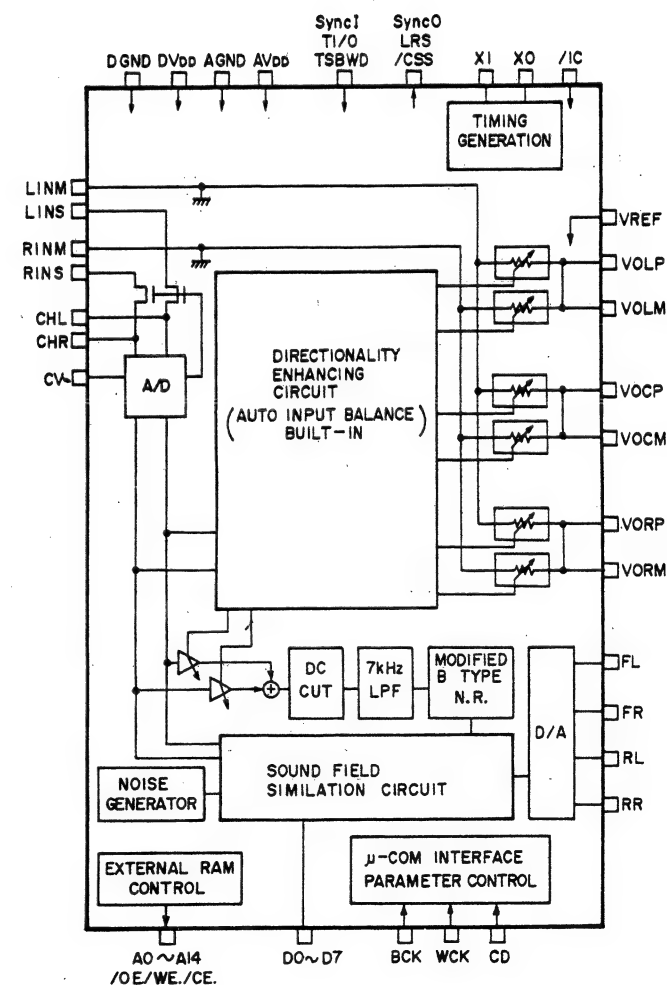 SyncI
TI/O
TSBWD
SyncO
LRS
/CSS
DGND
DVDD
AGND
AVDD
XI
XO
/IC
TIMING
GENERATION
LINM
LINS
RINM
RINS
CHL
CHR
CV
A/D
DIRECTIONALITY
ENHANCING
CIRCUIT
(AUTO INPUT BALANCE
BUILT-IN)
VREF
VOLP
VOLM
VOCP
VOCM
VORP
VORM
DC
CUT
7kHz
LPF
MODIFIED
B TYPE
N.R.
D/A
FL
FR
RL
RR
SOUND FIELD
SIMILATION CIRCUIT
NOISE
GENERATOR
EXTERNAL RAM
CONTROL
μ-COM INTERFACE
PARAMETER CONTROL
A0~A14
/OE/WE./CE.
D0~D7
BCK
WCK
CD